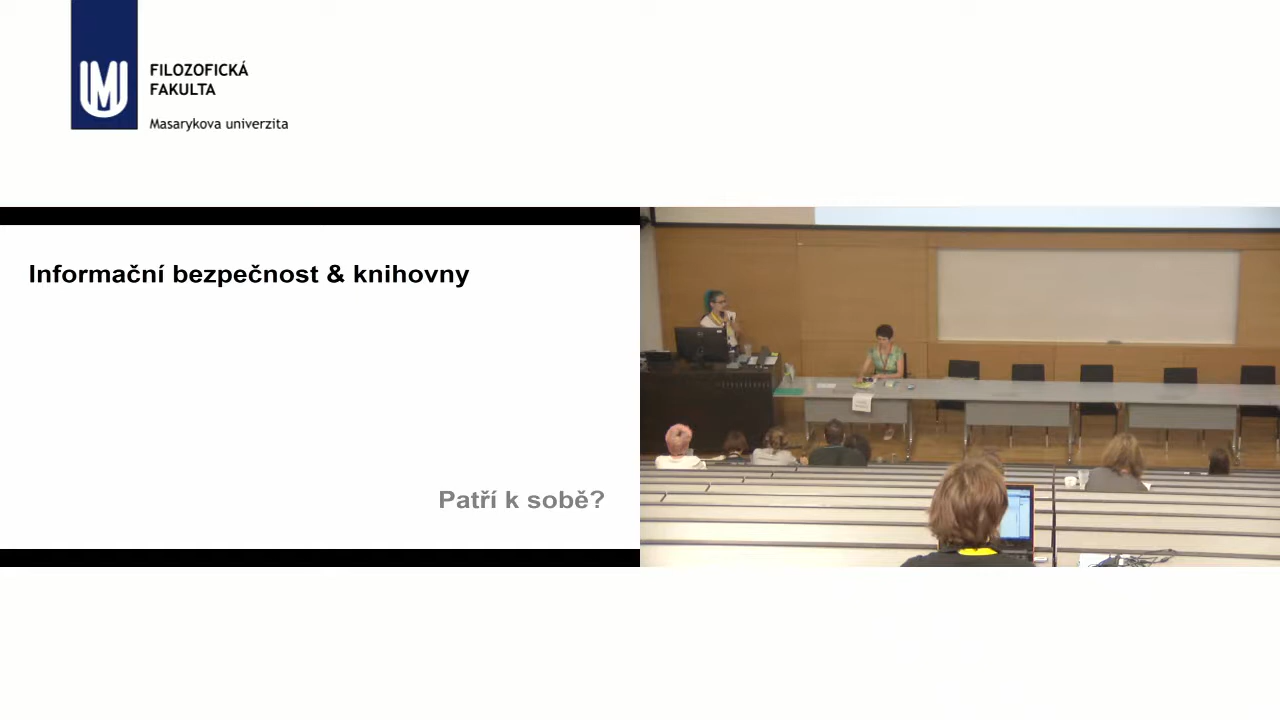 FILOZOFICKÁ
FAKULTA
Masarykova univerzita
Informační bezpečnost & knihovny
Patří k sobě?